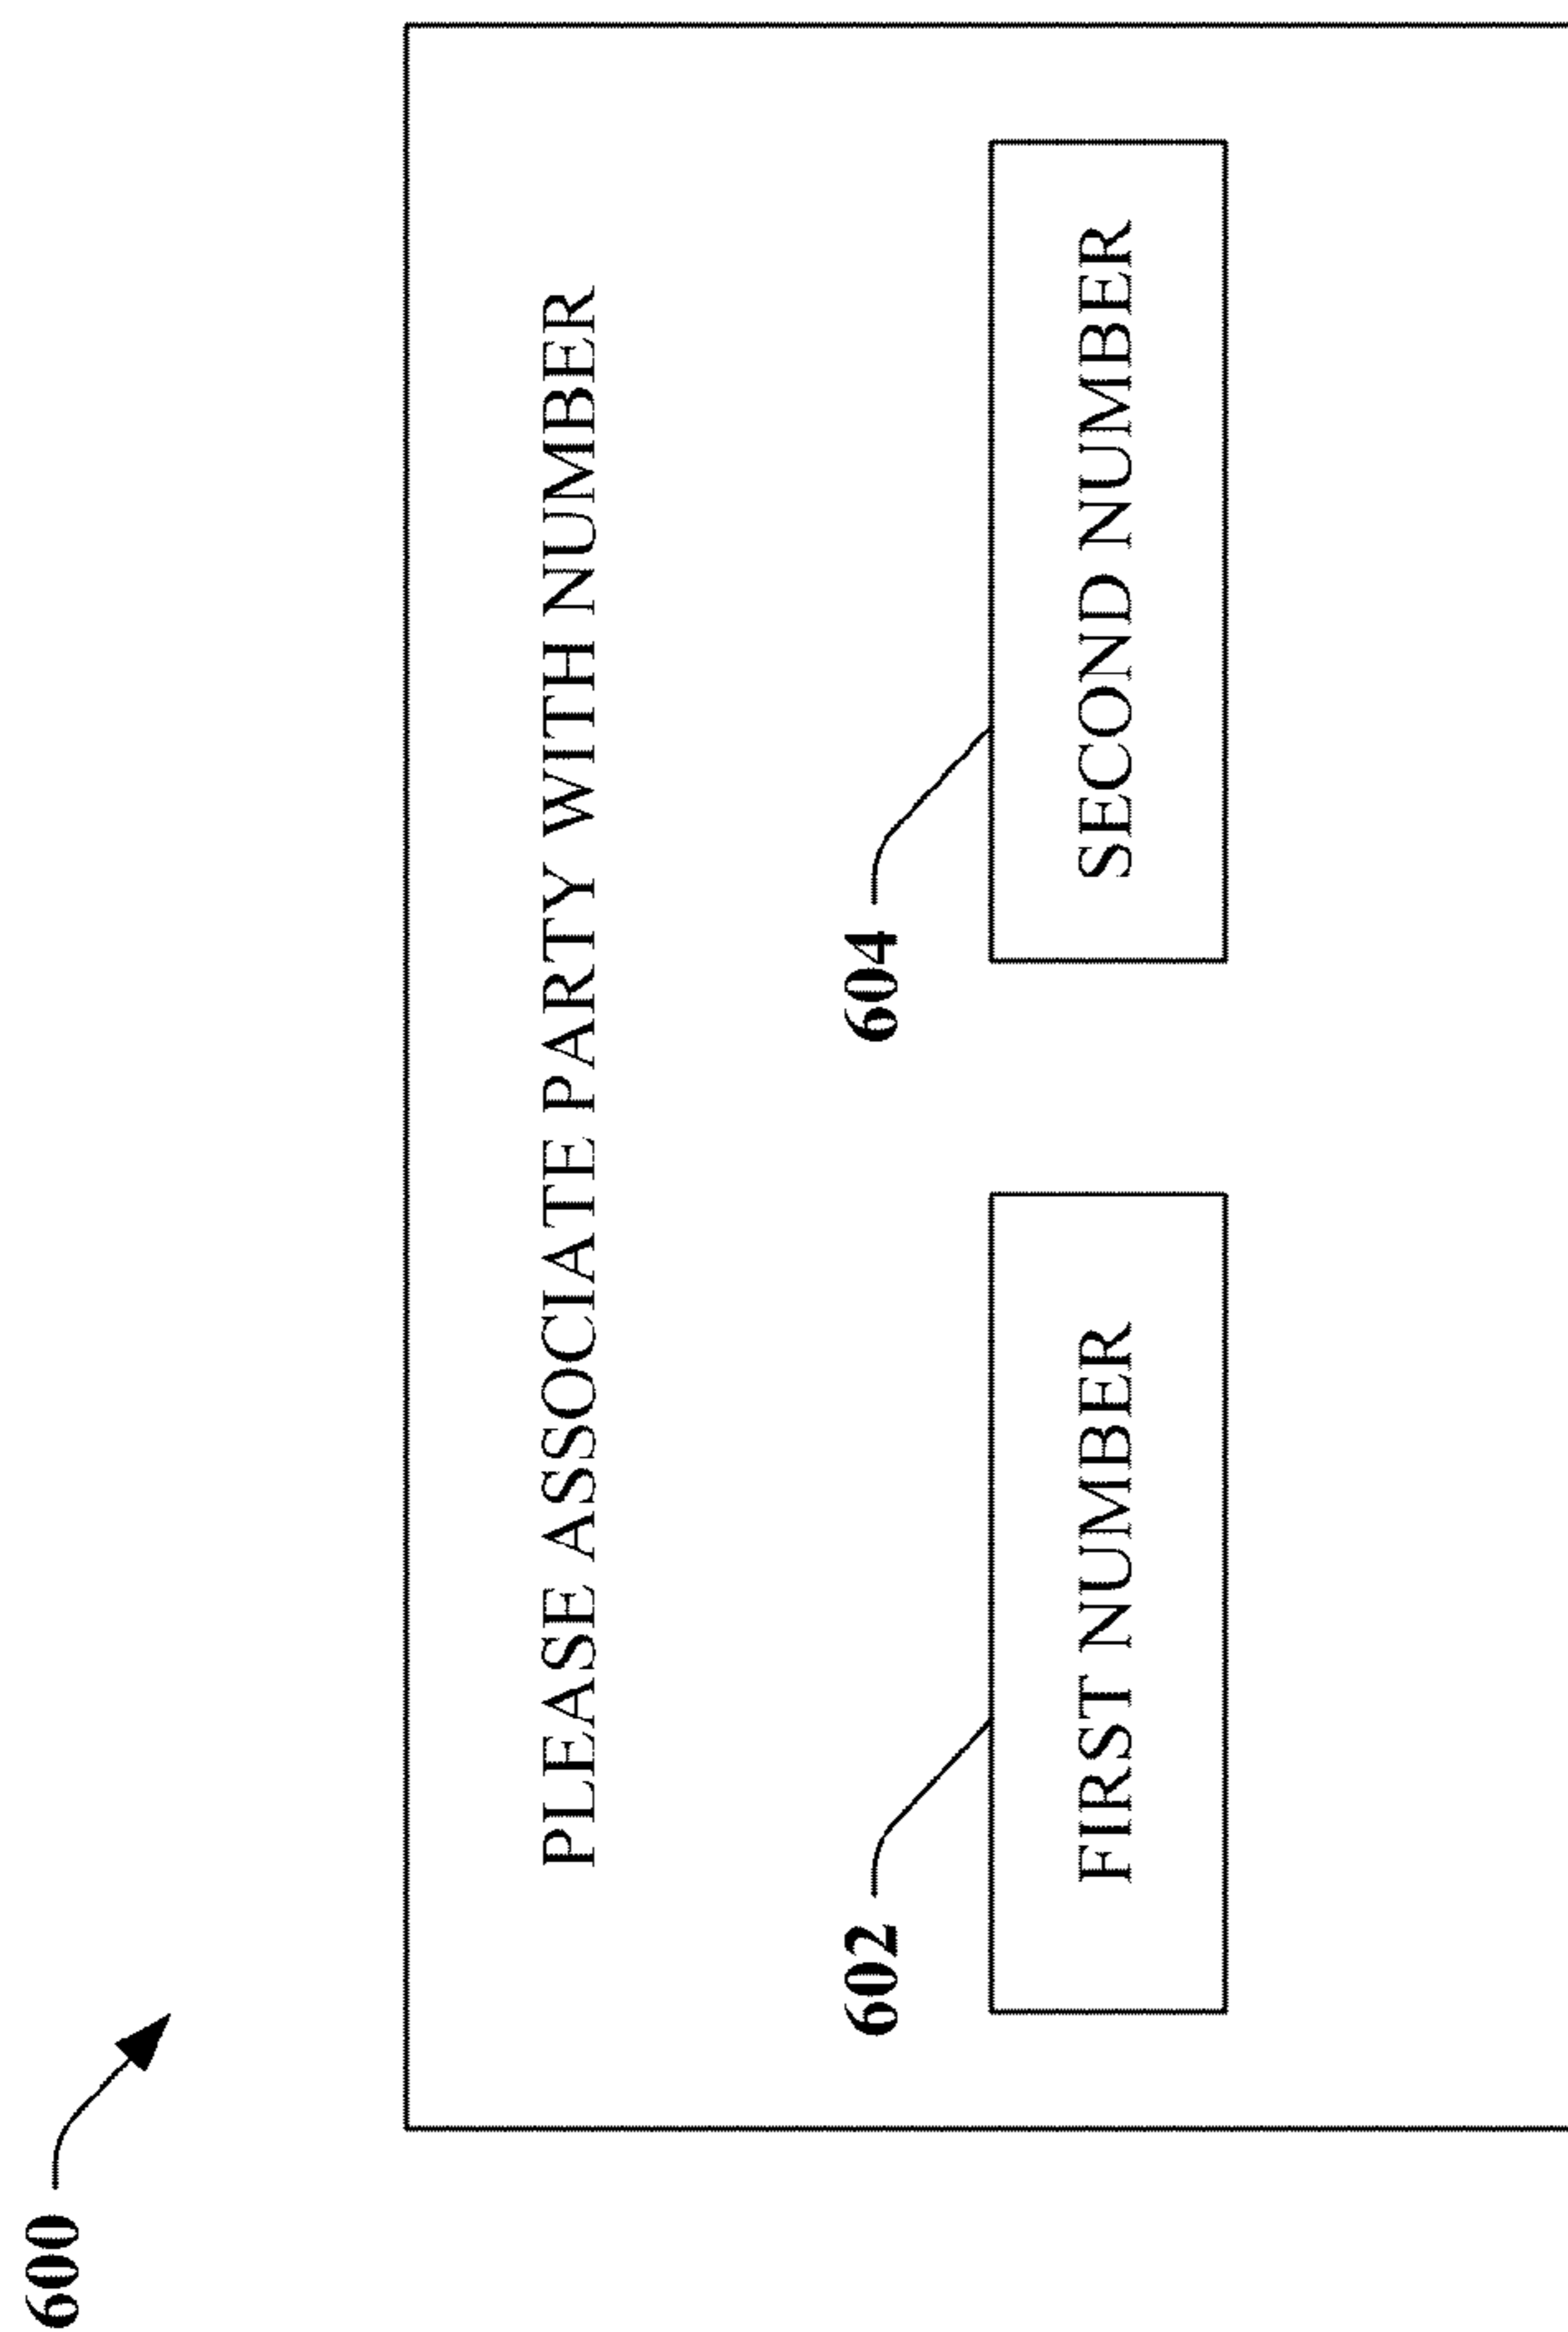 600
PLEASE ASSOCIATE PARTY WITH NUMBER
602
604
FIRST NUMBER
SECOND NUMBER